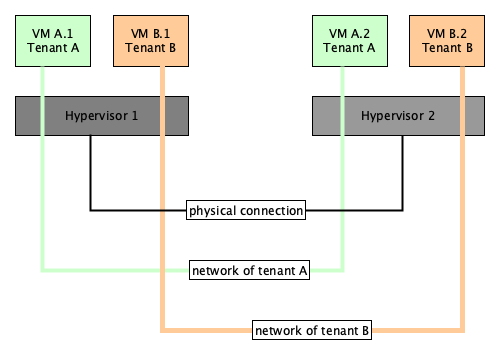 VM A.1
Tenant A
VM B.1
Tenant B
VM A.2
Tenant A
VM B.2
Tenant B
Hypervisor 1
Hypervisor 2
physical connection
network of tenant A
network of tenant B